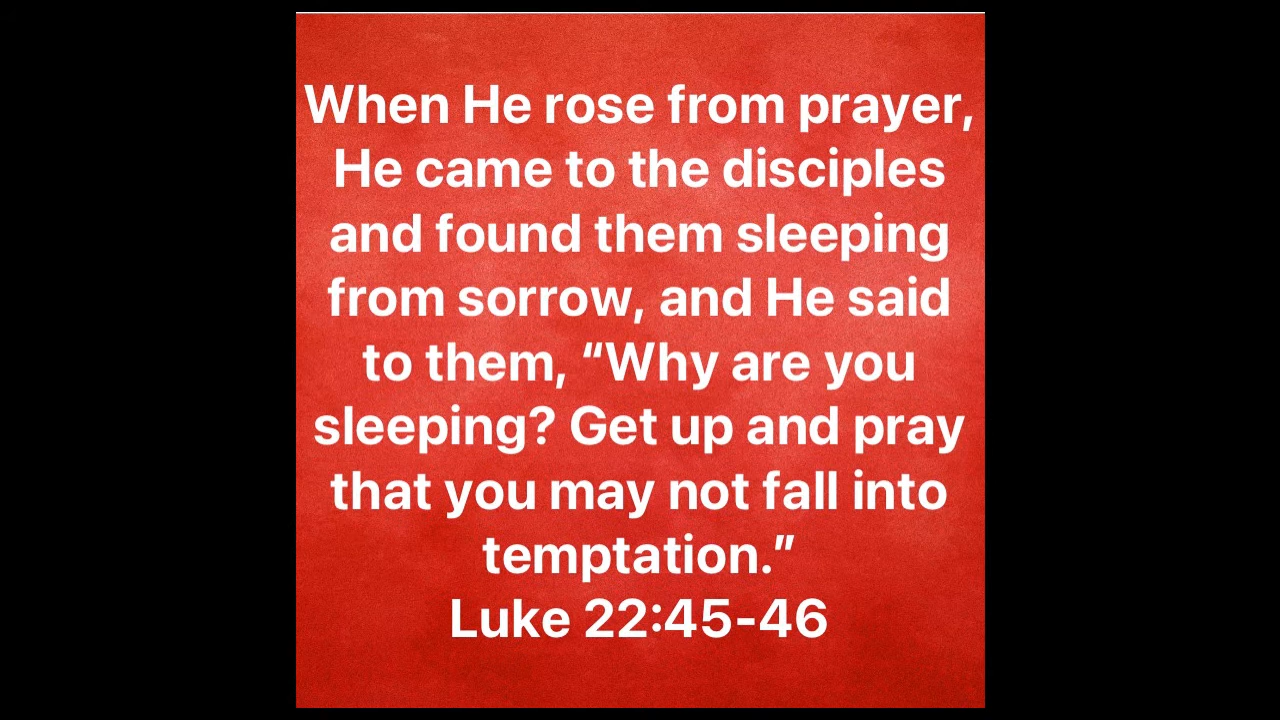 When He rose from prayer,
He came to the disciples
and found them sleeping
from sorrow, and He said
to them, “Why are you
sleeping? Get up and pray
that you may not fall into
temptation.”
Luke 22:45-46